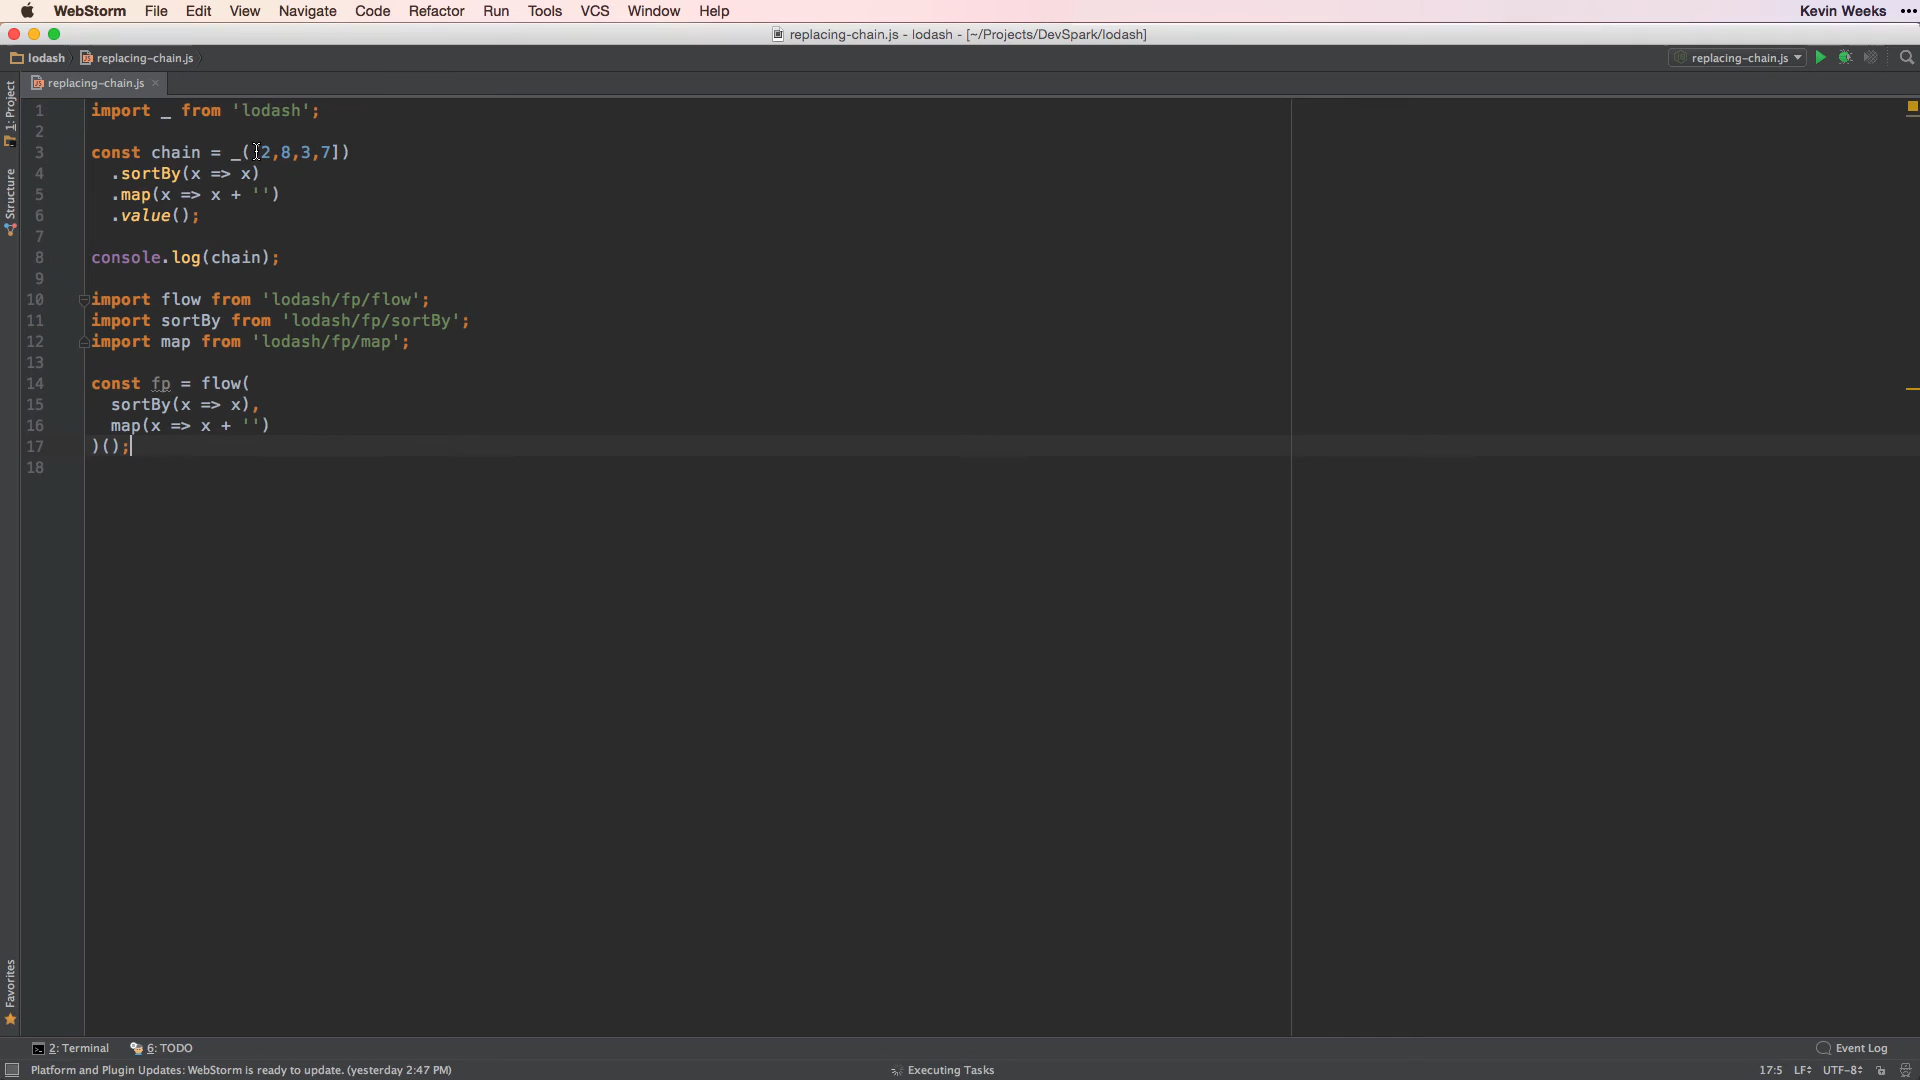 WebStorm File Edit View Navigate Code Refactor Run Tools VCS Window Help Kevin Weeks
replacing-chain.js - lodash - [~/Projects/DevSpark/lodash]
lodash replacing-chain.js replacing-chain.js
replacing-chain.js
1: Project
Structure
Favorites
1 import _ from 'lodash';
2
3 const chain = _([2,8,3,7])
4 .sortBy(x => x)
5 .map(x => x + '')
6 .value();
7
8 console.log(chain);
9
10 import flow from 'lodash/fp/flow';
11 import sortBy from 'lodash/fp/sortBy';
12 import map from 'lodash/fp/map';
13
14 const fp = flow(
15 sortBy(x => x),
16 map(x => x + '')
17 )();
18
2: Terminal 6: TODO Event Log
Platform and Plugin Updates: WebStorm is ready to update. (yesterday 2:47 PM) Executing Tasks 17:5 LF UTF-8